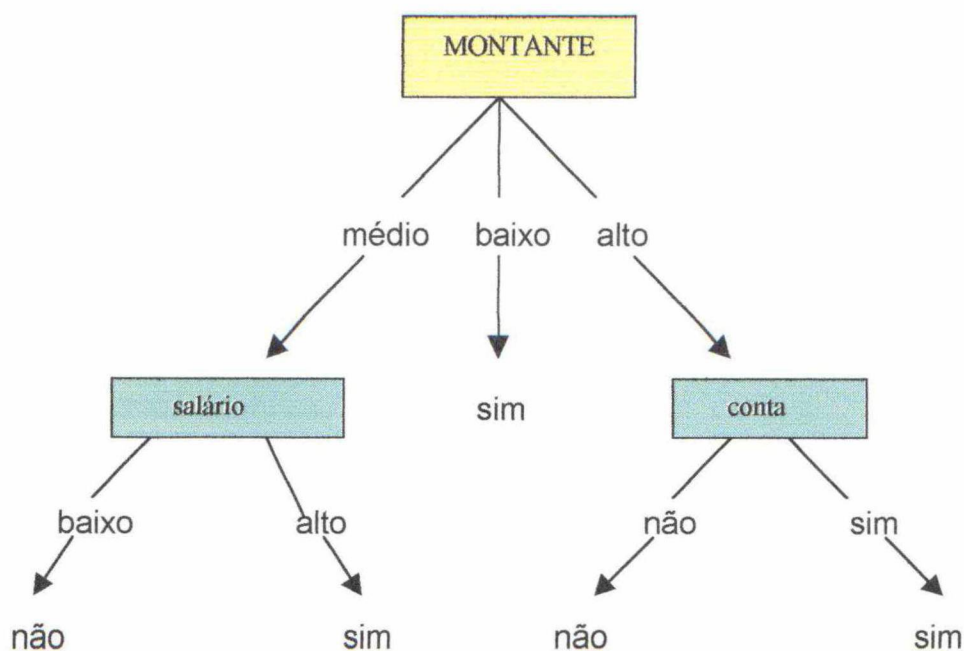 MONTANTE
médio baixo alto
salário sim conta
baixo alto não sim
não sim não sim